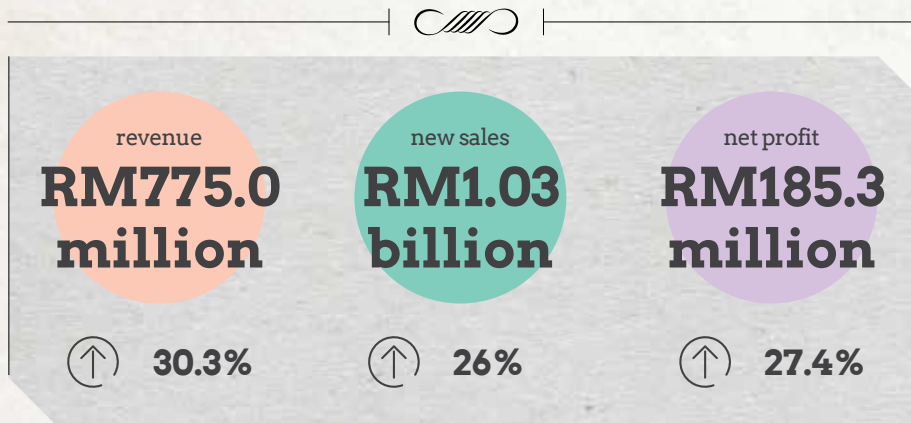 revenue
RM775.0
million
30.3%
new sales
RM1.03
billion
26%
net profit
RM185.3
million
27.4%